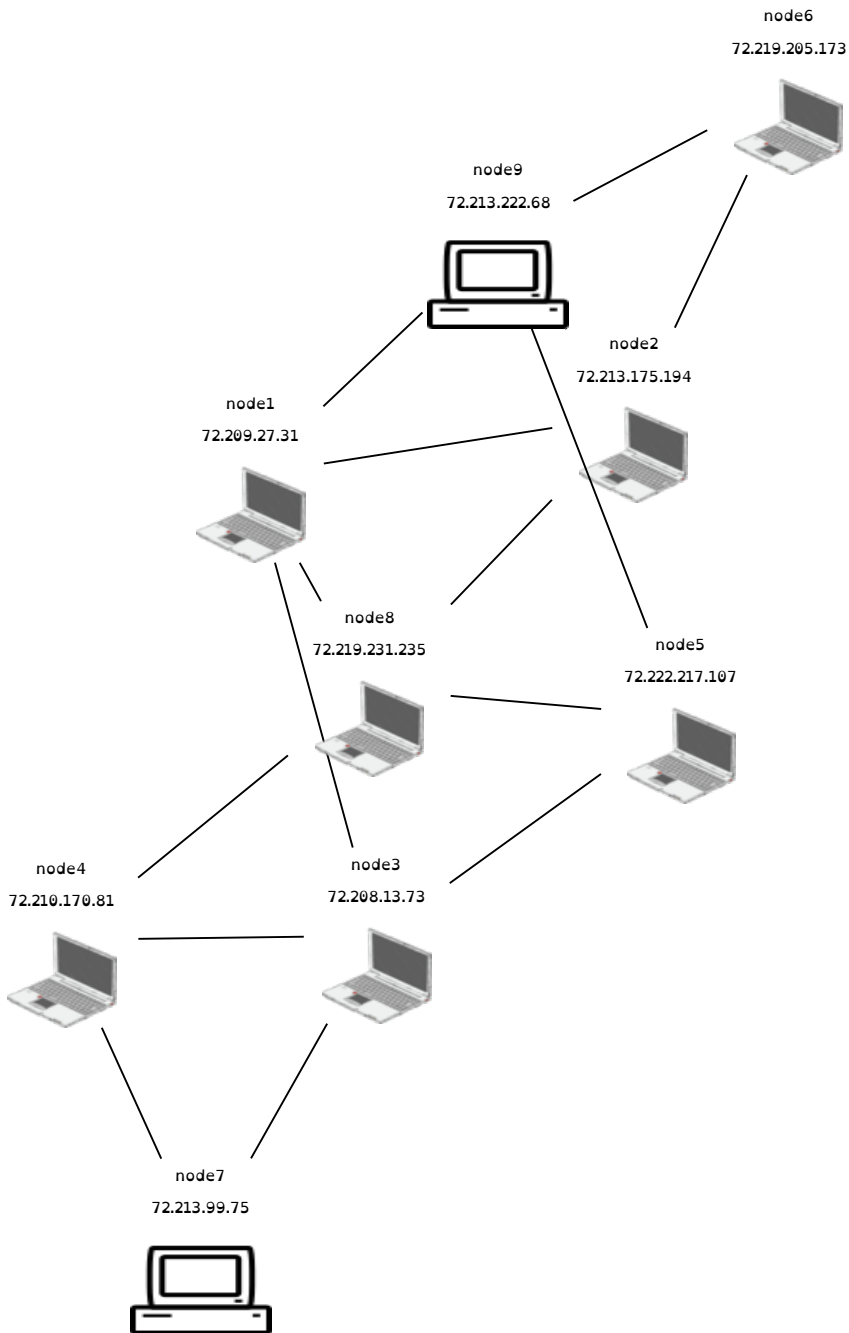 node6
72.219.205.173
node9
72.213.222.68
node2
72.213.175.194
node1
72.209.27.31
node8
72.219.231.235
node5
72.222.217.107
node4
72.210.170.81
node3
72.208.13.73
node7
72.213.99.75